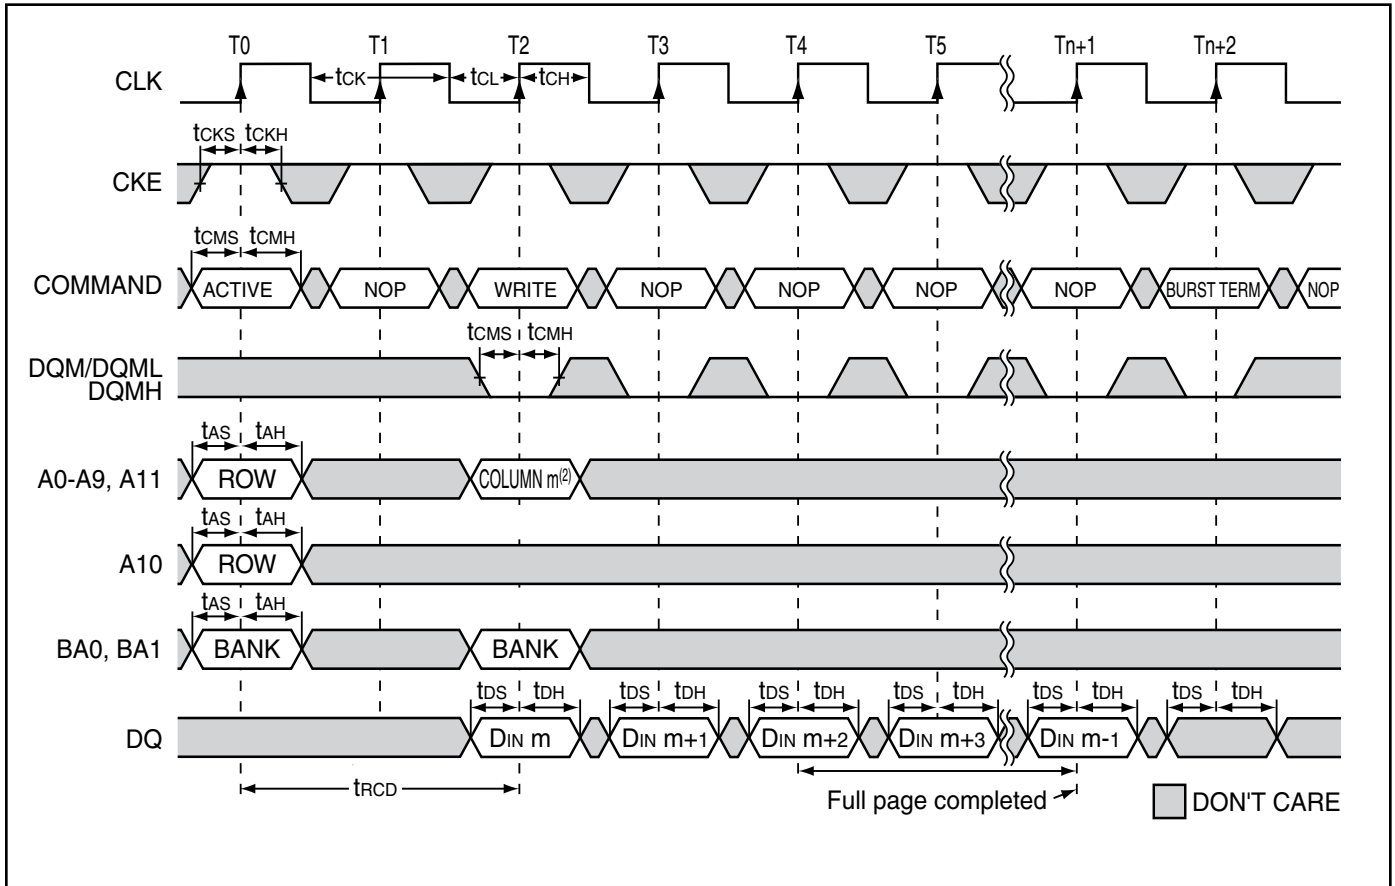 T0 T1 T2 T3 T4 T5 Tn+1 Tn+2
CLK tCK tCL tCH
tCKS tCKH
CKE
tCMS tCMH
COMMAND ACTIVE NOP WRITE NOP NOP NOP NOP BURST TERM NOP
tCMS tCMH
DQM/DQML
DQMH
tAS tAH
A0-A9, A11 ROW COLUMN m(2)
tAS tAH
A10 ROW
tAS tAH
BA0, BA1 BANK BANK
tDS tDH tDS tDH tDS tDH tDS tDH tDS tDH tDS tDH
DQ DIN m DIN m+1 DIN m+2 DIN m+3 DIN m-1
tRCD
Full page completed
DON'T CARE